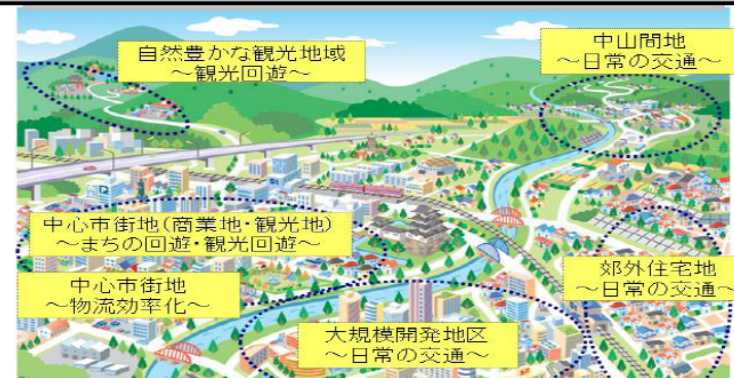 自然豊かな観光地域
～観光回遊～
中山間地
～日常の交通～
中心市街地(商業地・観光地)
～まちの回遊・観光回遊～
中心市街地
～物流効率化～
郊外住宅地
～日常の交通～
大規模開発地区
～日常の交通～